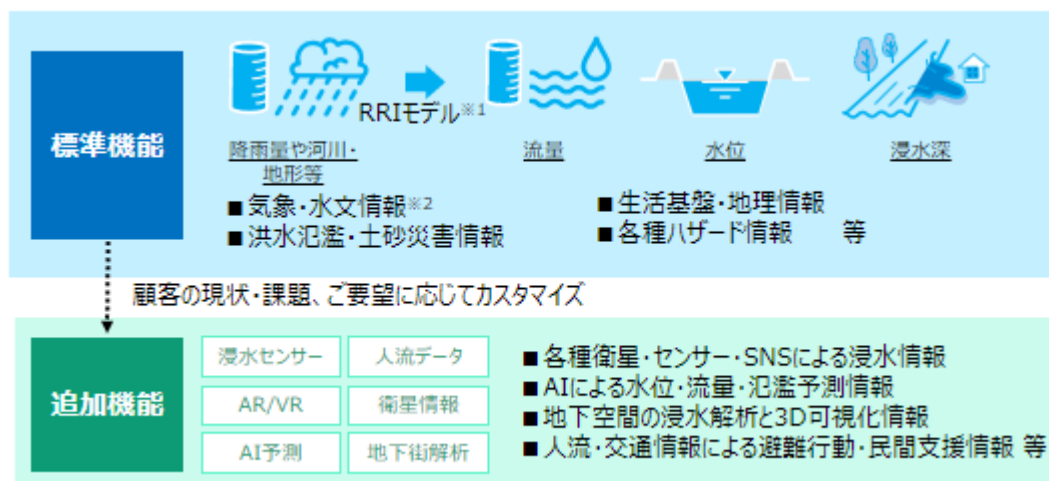 標準機能
RRIモデル※1
降雨量や河川・
地形等
流量
水位
浸水深
■気象・水文情報※2
■洪水氾濫・土砂災害情報
■生活基盤・地理情報
■各種ハザード情報 等
顧客の現状・課題、ご要望に応じてカスタマイズ
追加機能
浸水センサー
人流データ
AR/VR
衛星情報
AI予測
地下街解析
■各種衛星・センサー・SNSによる浸水情報
■AIによる水位・流量・氾濫予測情報
■地下空間の浸水解析と3D可視化情報
■人流・交通情報による避難行動・民間支援情報 等